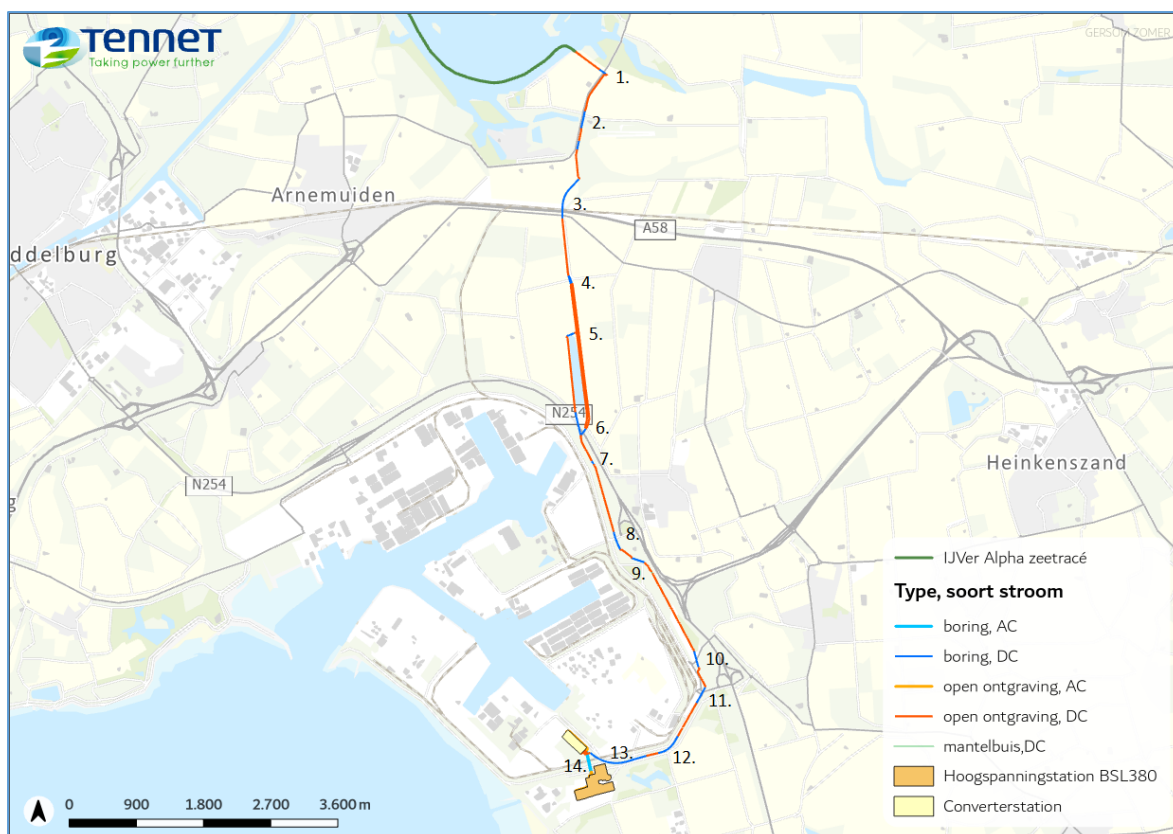 TENNET
Taking power further
GERSOM ZOMER
1.
2.
Arnemuiden
3.
A58
ddelburg
4.
5.
N254
6.
7.
Heinkenszand
N254
g
8.
9.
IJVer Alpha zeetracé
Type, soort stroom
boring, AC
boring, DC
10.
open ontgraving, AC
11.
open ontgraving, DC
mantelbuis,DC
12.
13.
14.
Hoogspanningstation BSL380
Converterstation
0 900 1.800 2.700 3.600 m